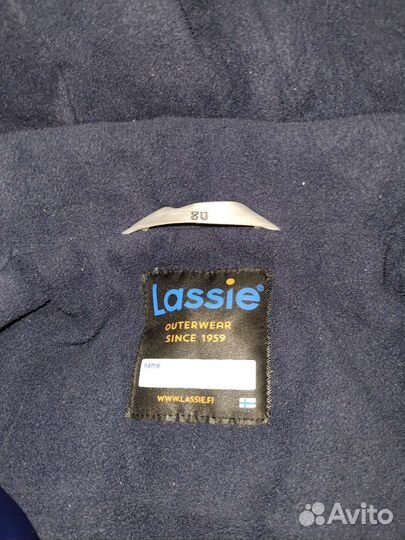 80
Lassie®
OUTERWEAR
SINCE 1959
name
WWW.LASSIE.FI
Avito